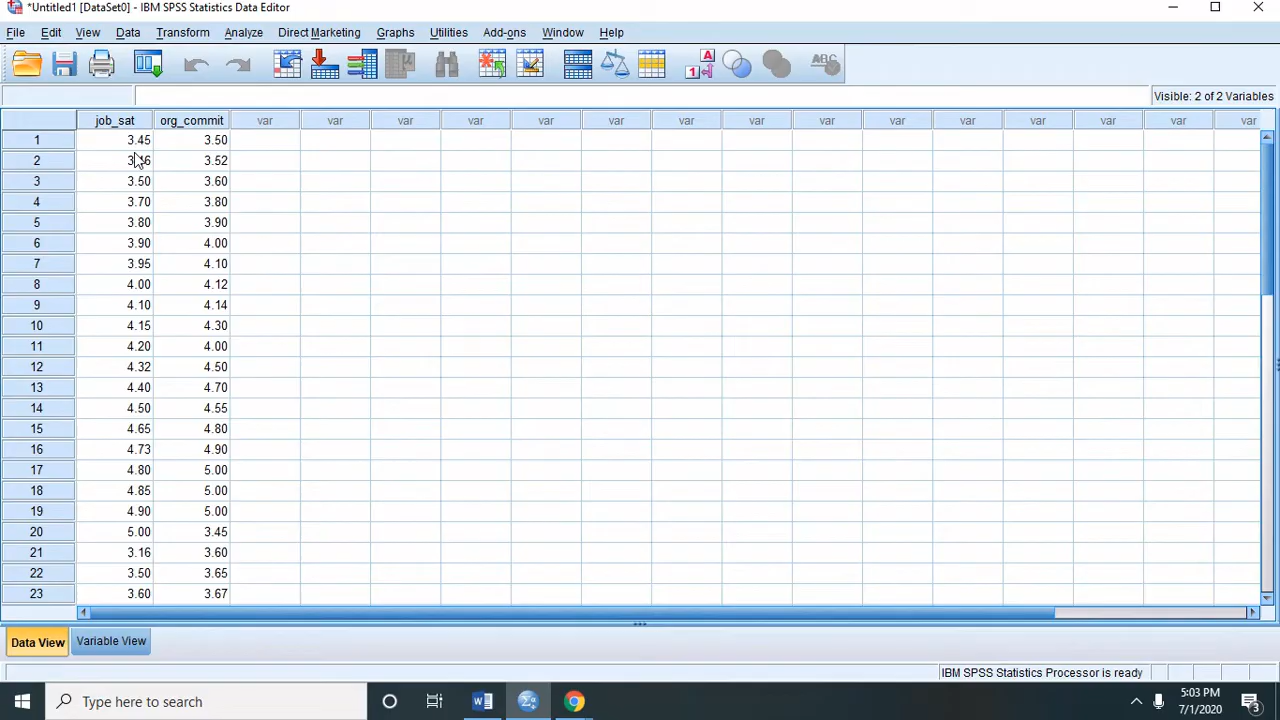 *Untitled1 [DataSet0] - IBM SPSS Statistics Data Editor
File Edit View Data Transform Analyze Direct Marketing Graphs Utilities Add-ons Window Help
A
1
ABC
Visible: 2 of 2 Variables
job_sat org_commit var var var var var var var var var var var var var var var
1 3.45 3.50
2 3.52
3 3.50 3.60
4 3.70 3.80
5 3.80 3.90
6 3.90 4.00
7 3.95 4.10
8 4.00 4.12
9 4.10 4.14
10 4.15 4.30
11 4.20 4.00
12 4.32 4.50
13 4.40 4.70
14 4.50 4.55
15 4.65 4.80
16 4.73 4.90
17 4.80 5.00
18 4.85 5.00
19 4.90 5.00
20 5.00 3.45
21 3.16 3.60
22 3.50 3.65
23 3.60 3.67
Data View Variable View
IBM SPSS Statistics Processor is ready
Type here to search
5:03 PM
7/1/2020
3